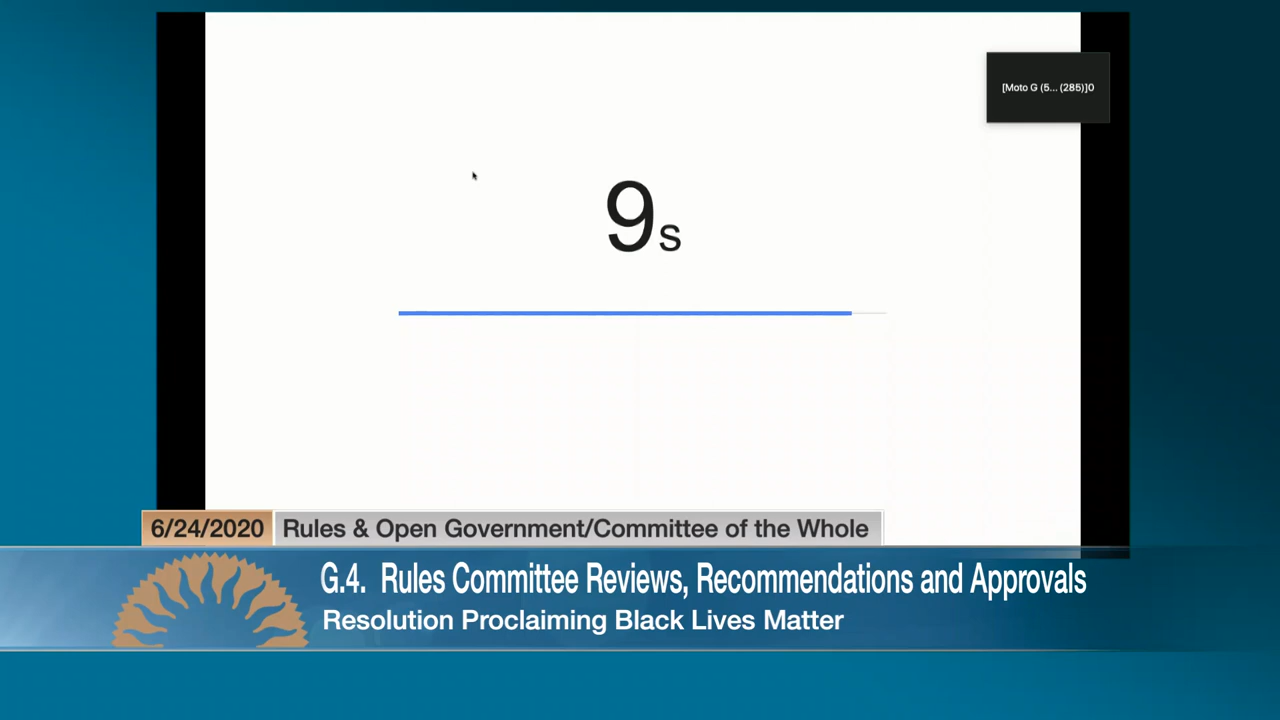 [Moto G (5... (285)]0
9s
6/24/2020 Rules & Open Government/Committee of the Whole
G.4. Rules Committee Reviews, Recommendations and Approvals
Resolution Proclaiming Black Lives Matter